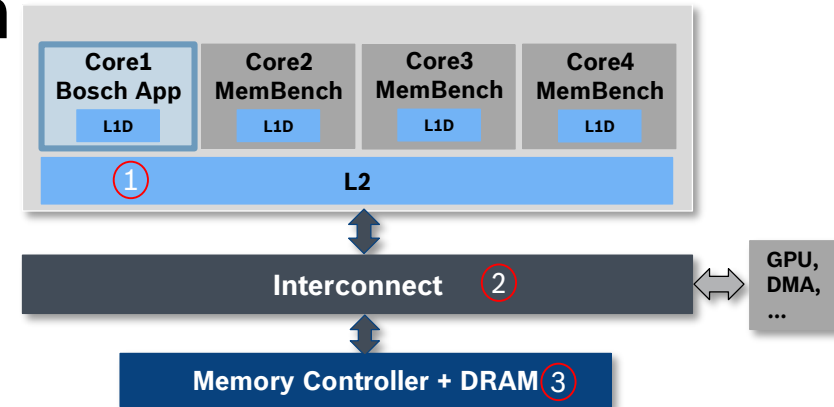 n
Core1
Bosch App
L1D
Core2
MemBench
L1D
Core3
MemBench
L1D
Core4
MemBench
L1D
1
L2
Interconnect 2
GPU,
DMA,
...
Memory Controller + DRAM 3